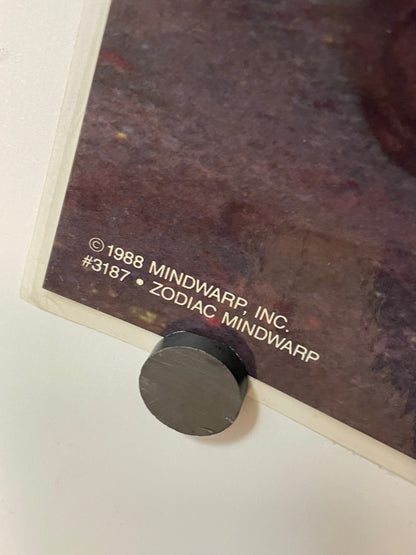 ©1988 MINDWARP, INC.
#3187 • ZODIAC MINDWARP